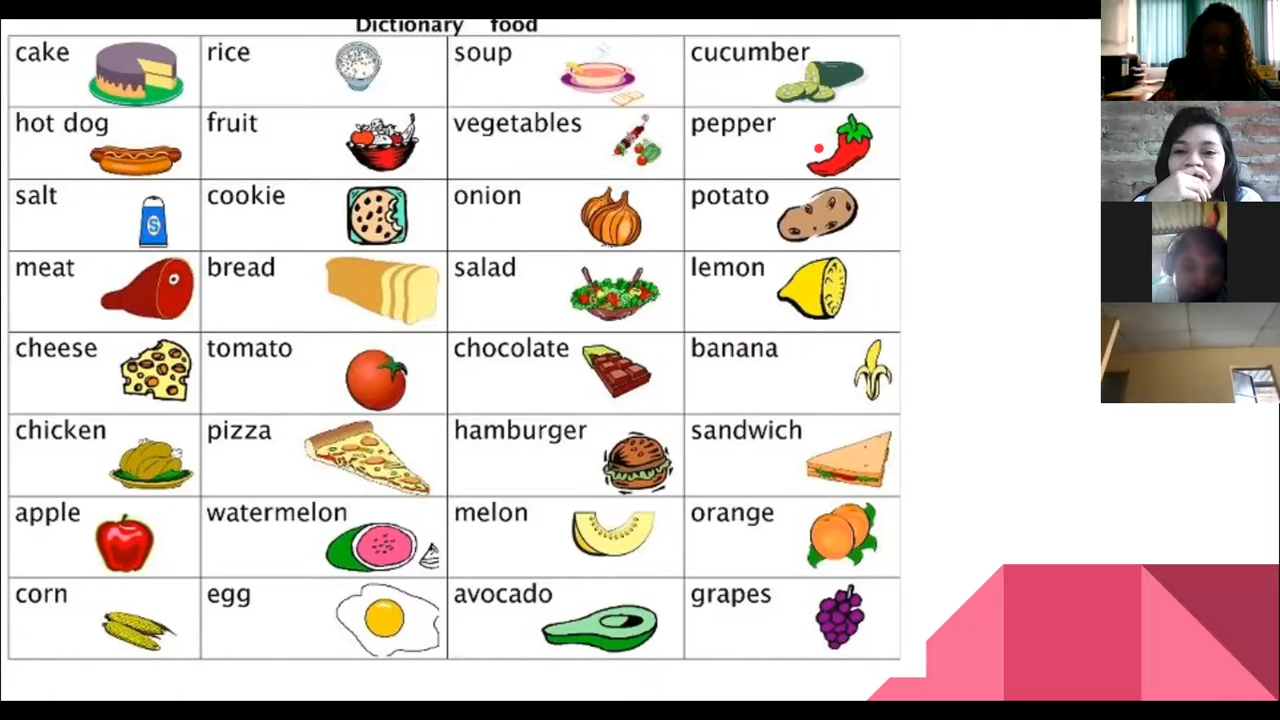 Dictionary food
cake rice soup cucumber
hot dog fruit vegetables pepper
salt cookie onion potato
S
meat bread salad lemon
cheese tomato chocolate banana
chicken pizza hamburger sandwich
apple watermelon melon orange
corn egg avocado grapes